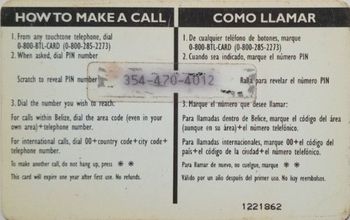 HOW TO MAKE A CALL
1. From any touchtone telephone, dial
0-800-BTL-CARD (0-800-285-2273)
2. When asked, dial PIN number
Scratch to reveal PIN number
354-470-4012
3. Dial the number you wish to reach.
For calls within Belize, dial the area code (even in your
own area)+telephone number.
For international calls, dial 00+country code+city code+
telephone number.
To make another call, do not hang up, press * *
This card will expire one year after first use. No refunds.
COMO LLAMAR
1. De cualquier teléfono de botones, marque
0-800-BTL-CARD (0-800-285-2273)
2. Cuando sea indicado, marque el número PIN
Ralla para revelar el número PIN
3. Marque el número que desee llamar:
Para llamadas dentro de Belice, marque el código del área
(aunque en su área)+el número telefónico.
Para llamadas internacionales, marque 00+el código del
país+el código de la ciudad+el número telefónico.
Para llamar de nuevo, no cuelgue, marque * *
Válido por un año después del primer uso. No hay reembolsos.
1221862